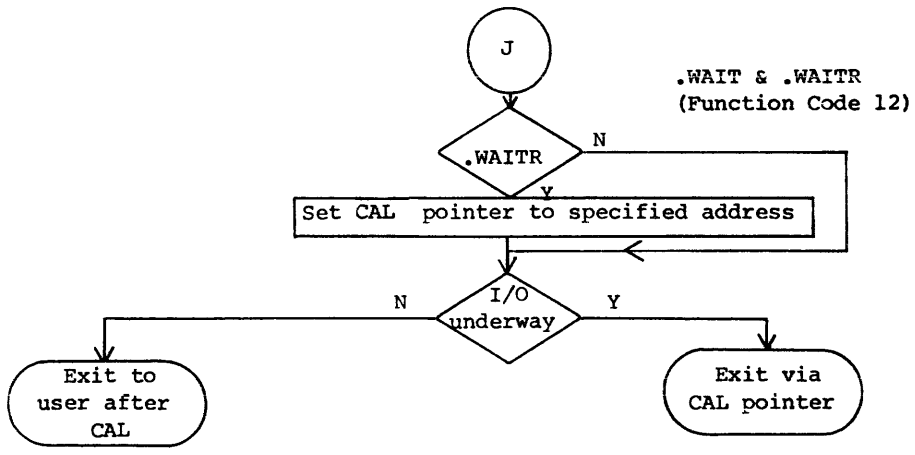 J
.WAIT & .WAITR
(Function Code 12)
.WAITR
N
Y
Set CAL pointer to specified address
N
I/O
underway
Y
Exit to
user after
CAL
Exit via
CAL pointer